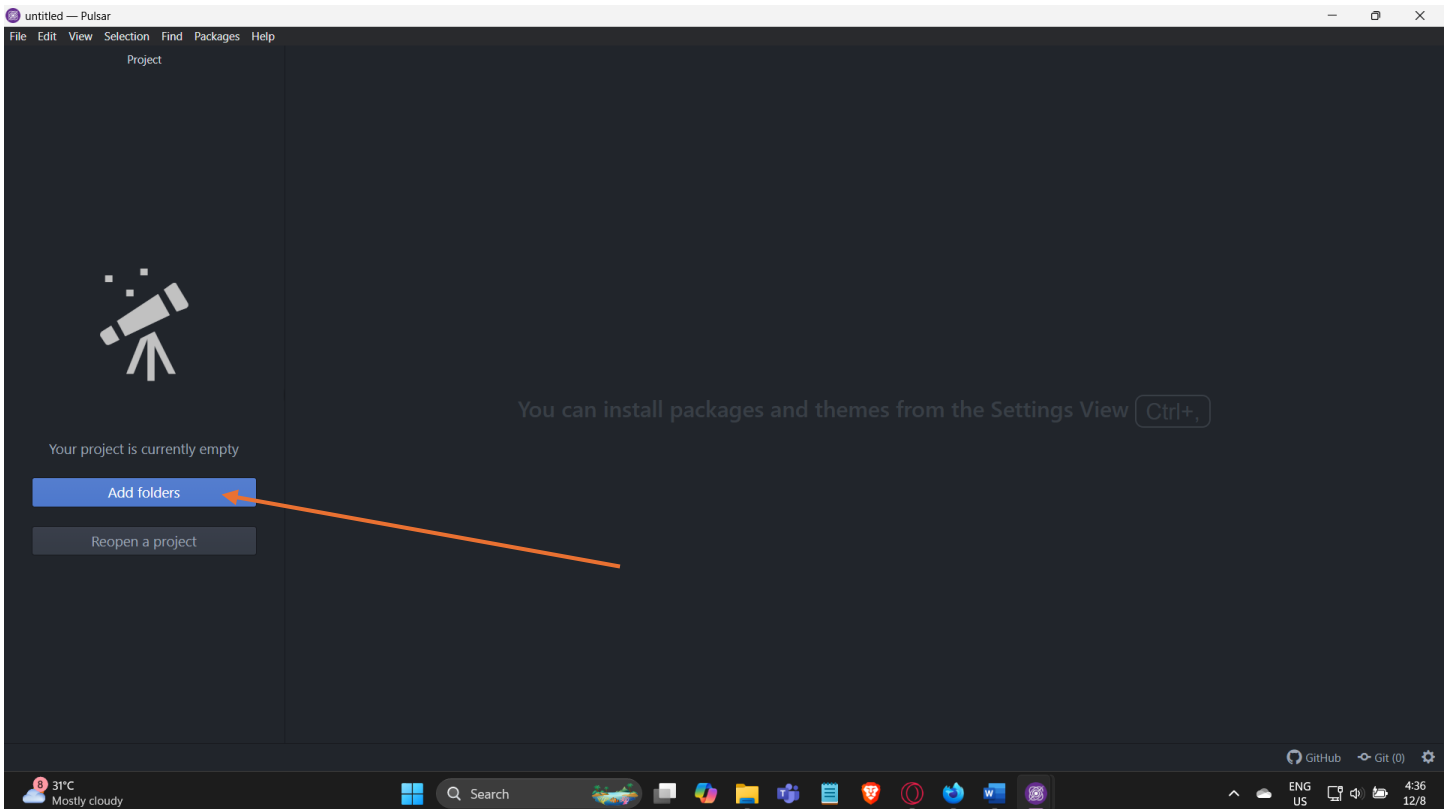 untitled — Pulsar
File Edit View Selection Find Packages Help
Project
You can install packages and themes from the Settings View Ctrl+,
Your project is currently empty
Add folders
Reopen a project
GitHub Git (0)
8 31°C
Mostly cloudy
Search
ENG
US
4:36
12/8